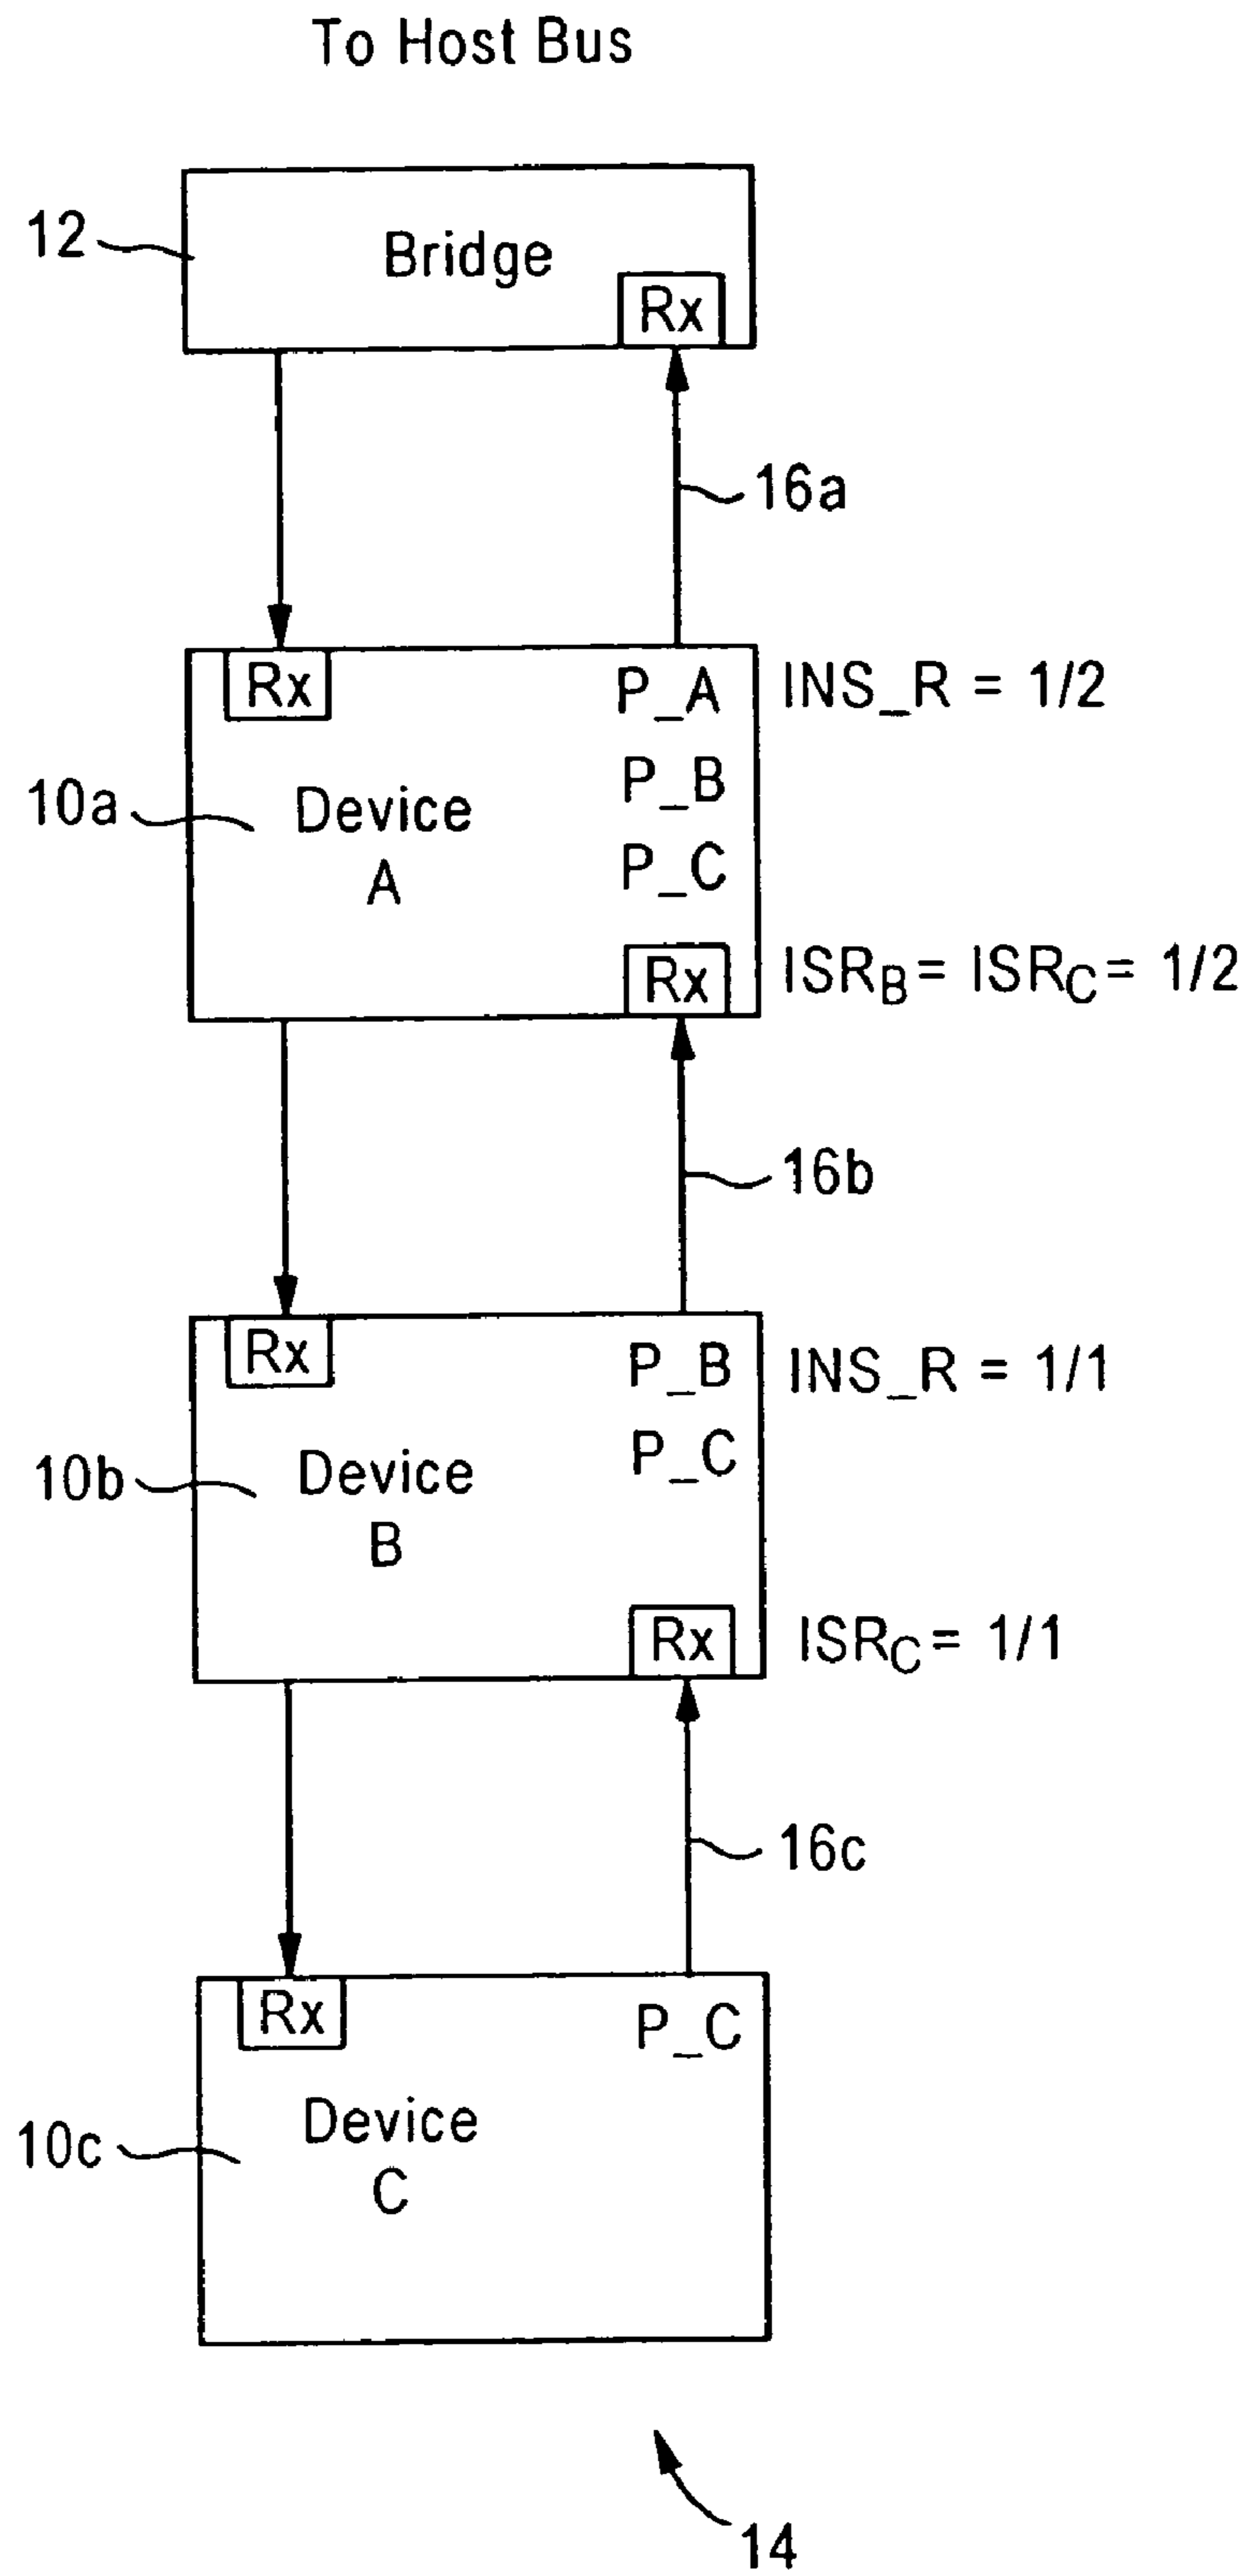 To Host Bus
12
Bridge
Rx
16a
Rx
P_A
INS_R = 1/2
P_B
10a
Device
A
P_C
Rx
ISRB = ISRC = 1/2
16b
Rx
P_B
INS_R = 1/1
P_C
10b
Device
B
Rx
ISRC = 1/1
16c
Rx
P_C
10c
Device
C
14